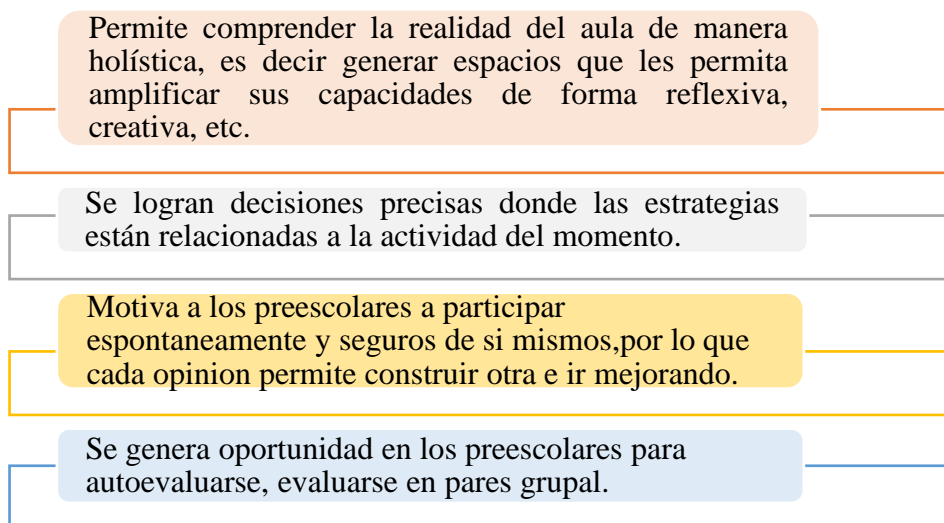 Permite comprender la realidad del aula de manera
holística, es decir generar espacios que les permita
amplificar sus capacidades de forma reflexiva,
creativa, etc.
Se logran decisiones precisas donde las estrategias
están relacionadas a la actividad del momento.
Motiva a los preescolares a participar
espontaneamente y seguros de si mismos,por lo que
cada opinion permite construir otra e ir mejorando.
Se genera oportunidad en los preescolares para
autoevaluarse, evaluarse en pares grupal.